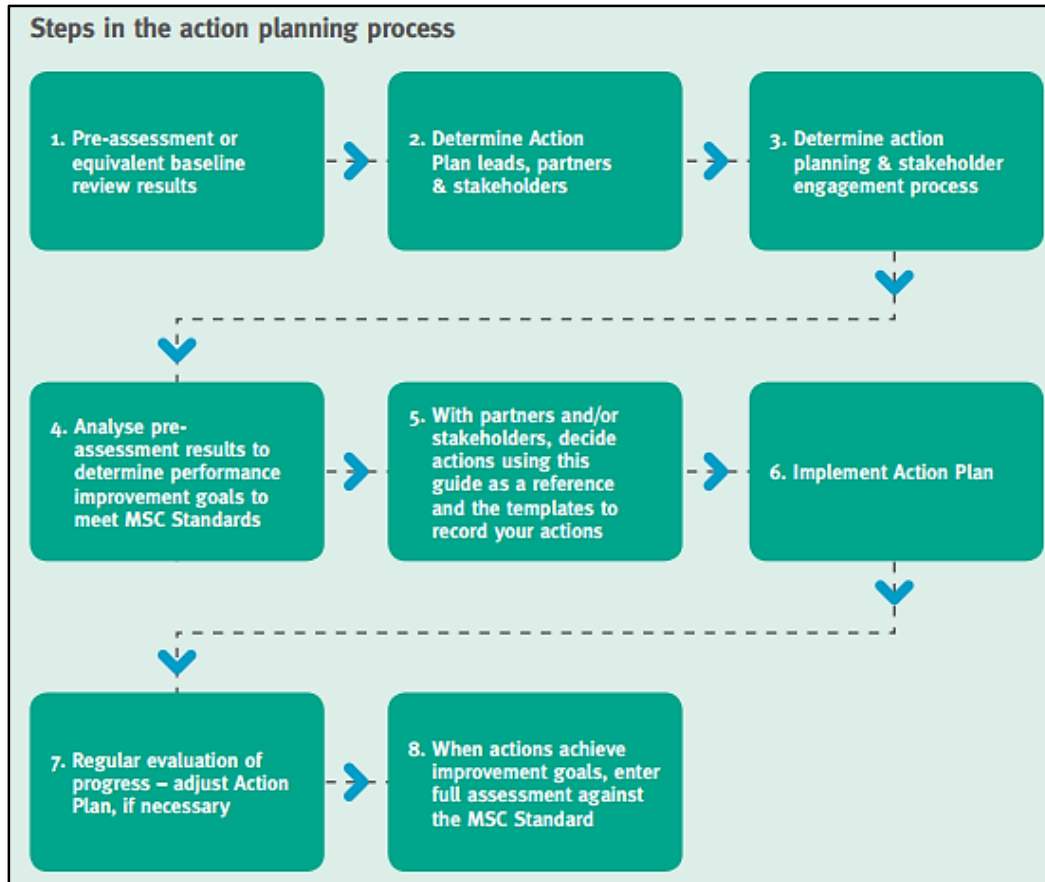 Steps in the action planning process
1. Pre-assessment or
equivalent baseline
review results
2. Determine Action
Plan leads, partners
& stakeholders
3. Determine action
planning & stakeholder
engagement process
4. Analyse pre-
assessment results to
determine performance
improvement goals to
meet MSC Standards
5. With partners and/or
stakeholders, decide
actions using this
guide as a reference
and the templates to
record your actions
6. Implement Action Plan
7. Regular evaluation of
progress – adjust Action
Plan, if necessary
8. When actions achieve
improvement goals, enter
full assessment against
the MSC Standard